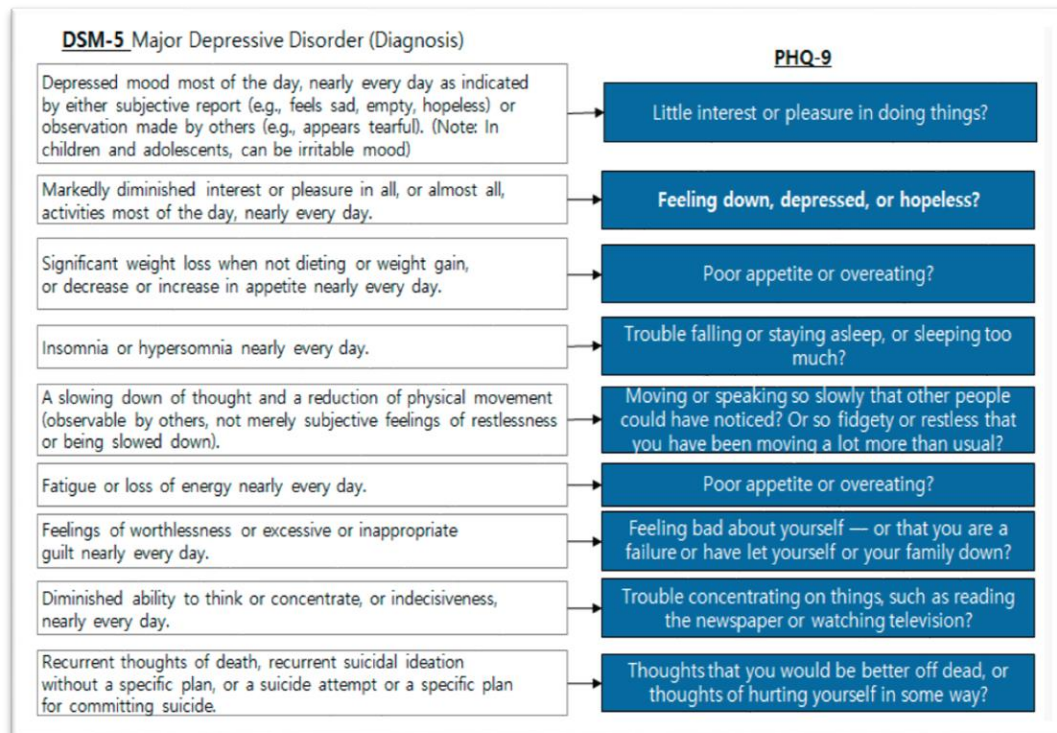 DSM-5 Major Depressive Disorder (Diagnosis)
PHQ-9
Depressed mood most of the day, nearly every day as indicated
by either subjective report (e.g., feels sad, empty, hopeless) or
observation made by others (e.g., appears tearful). (Note: In
children and adolescents, can be irritable mood)
Little interest or pleasure in doing things?
Markedly diminished interest or pleasure in all, or almost all,
activities most of the day, nearly every day.
Feeling down, depressed, or hopeless?
Significant weight loss when not dieting or weight gain,
or decrease or increase in appetite nearly every day.
Poor appetite or overeating?
Insomnia or hypersomnia nearly every day.
Trouble falling or staying asleep, or sleeping too
much?
A slowing down of thought and a reduction of physical movement
(observable by others, not merely subjective feelings of restlessness
or being slowed down).
Moving or speaking so slowly that other people
could have noticed? Or so fidgety or restless that
you have been moving a lot more than usual?
Fatigue or loss of energy nearly every day.
Poor appetite or overeating?
Feelings of worthlessness or excessive or inappropriate
guilt nearly every day.
Feeling bad about yourself — or that you are a
failure or have let yourself or your family down?
Diminished ability to think or concentrate, or indecisiveness,
nearly every day.
Trouble concentrating on things, such as reading
the newspaper or watching television?
Recurrent thoughts of death, recurrent suicidal ideation
without a specific plan, or a suicide attempt or a specific plan
for committing suicide.
Thoughts that you would be better off dead, or
thoughts of hurting yourself in some way?